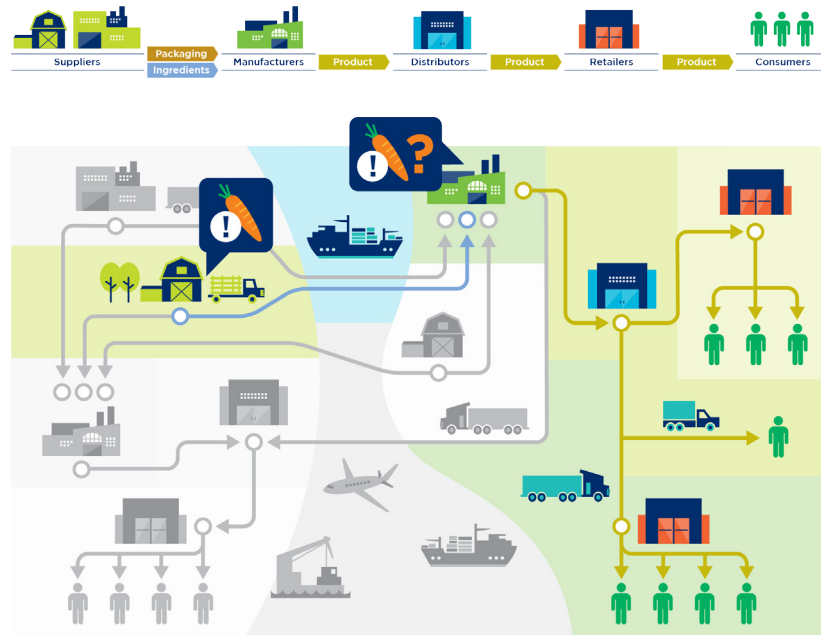 Packaging
Ingredients
Suppliers
Manufacturers
Product
Distributors
Product
Retailers
Product
Consumers
!
! ?